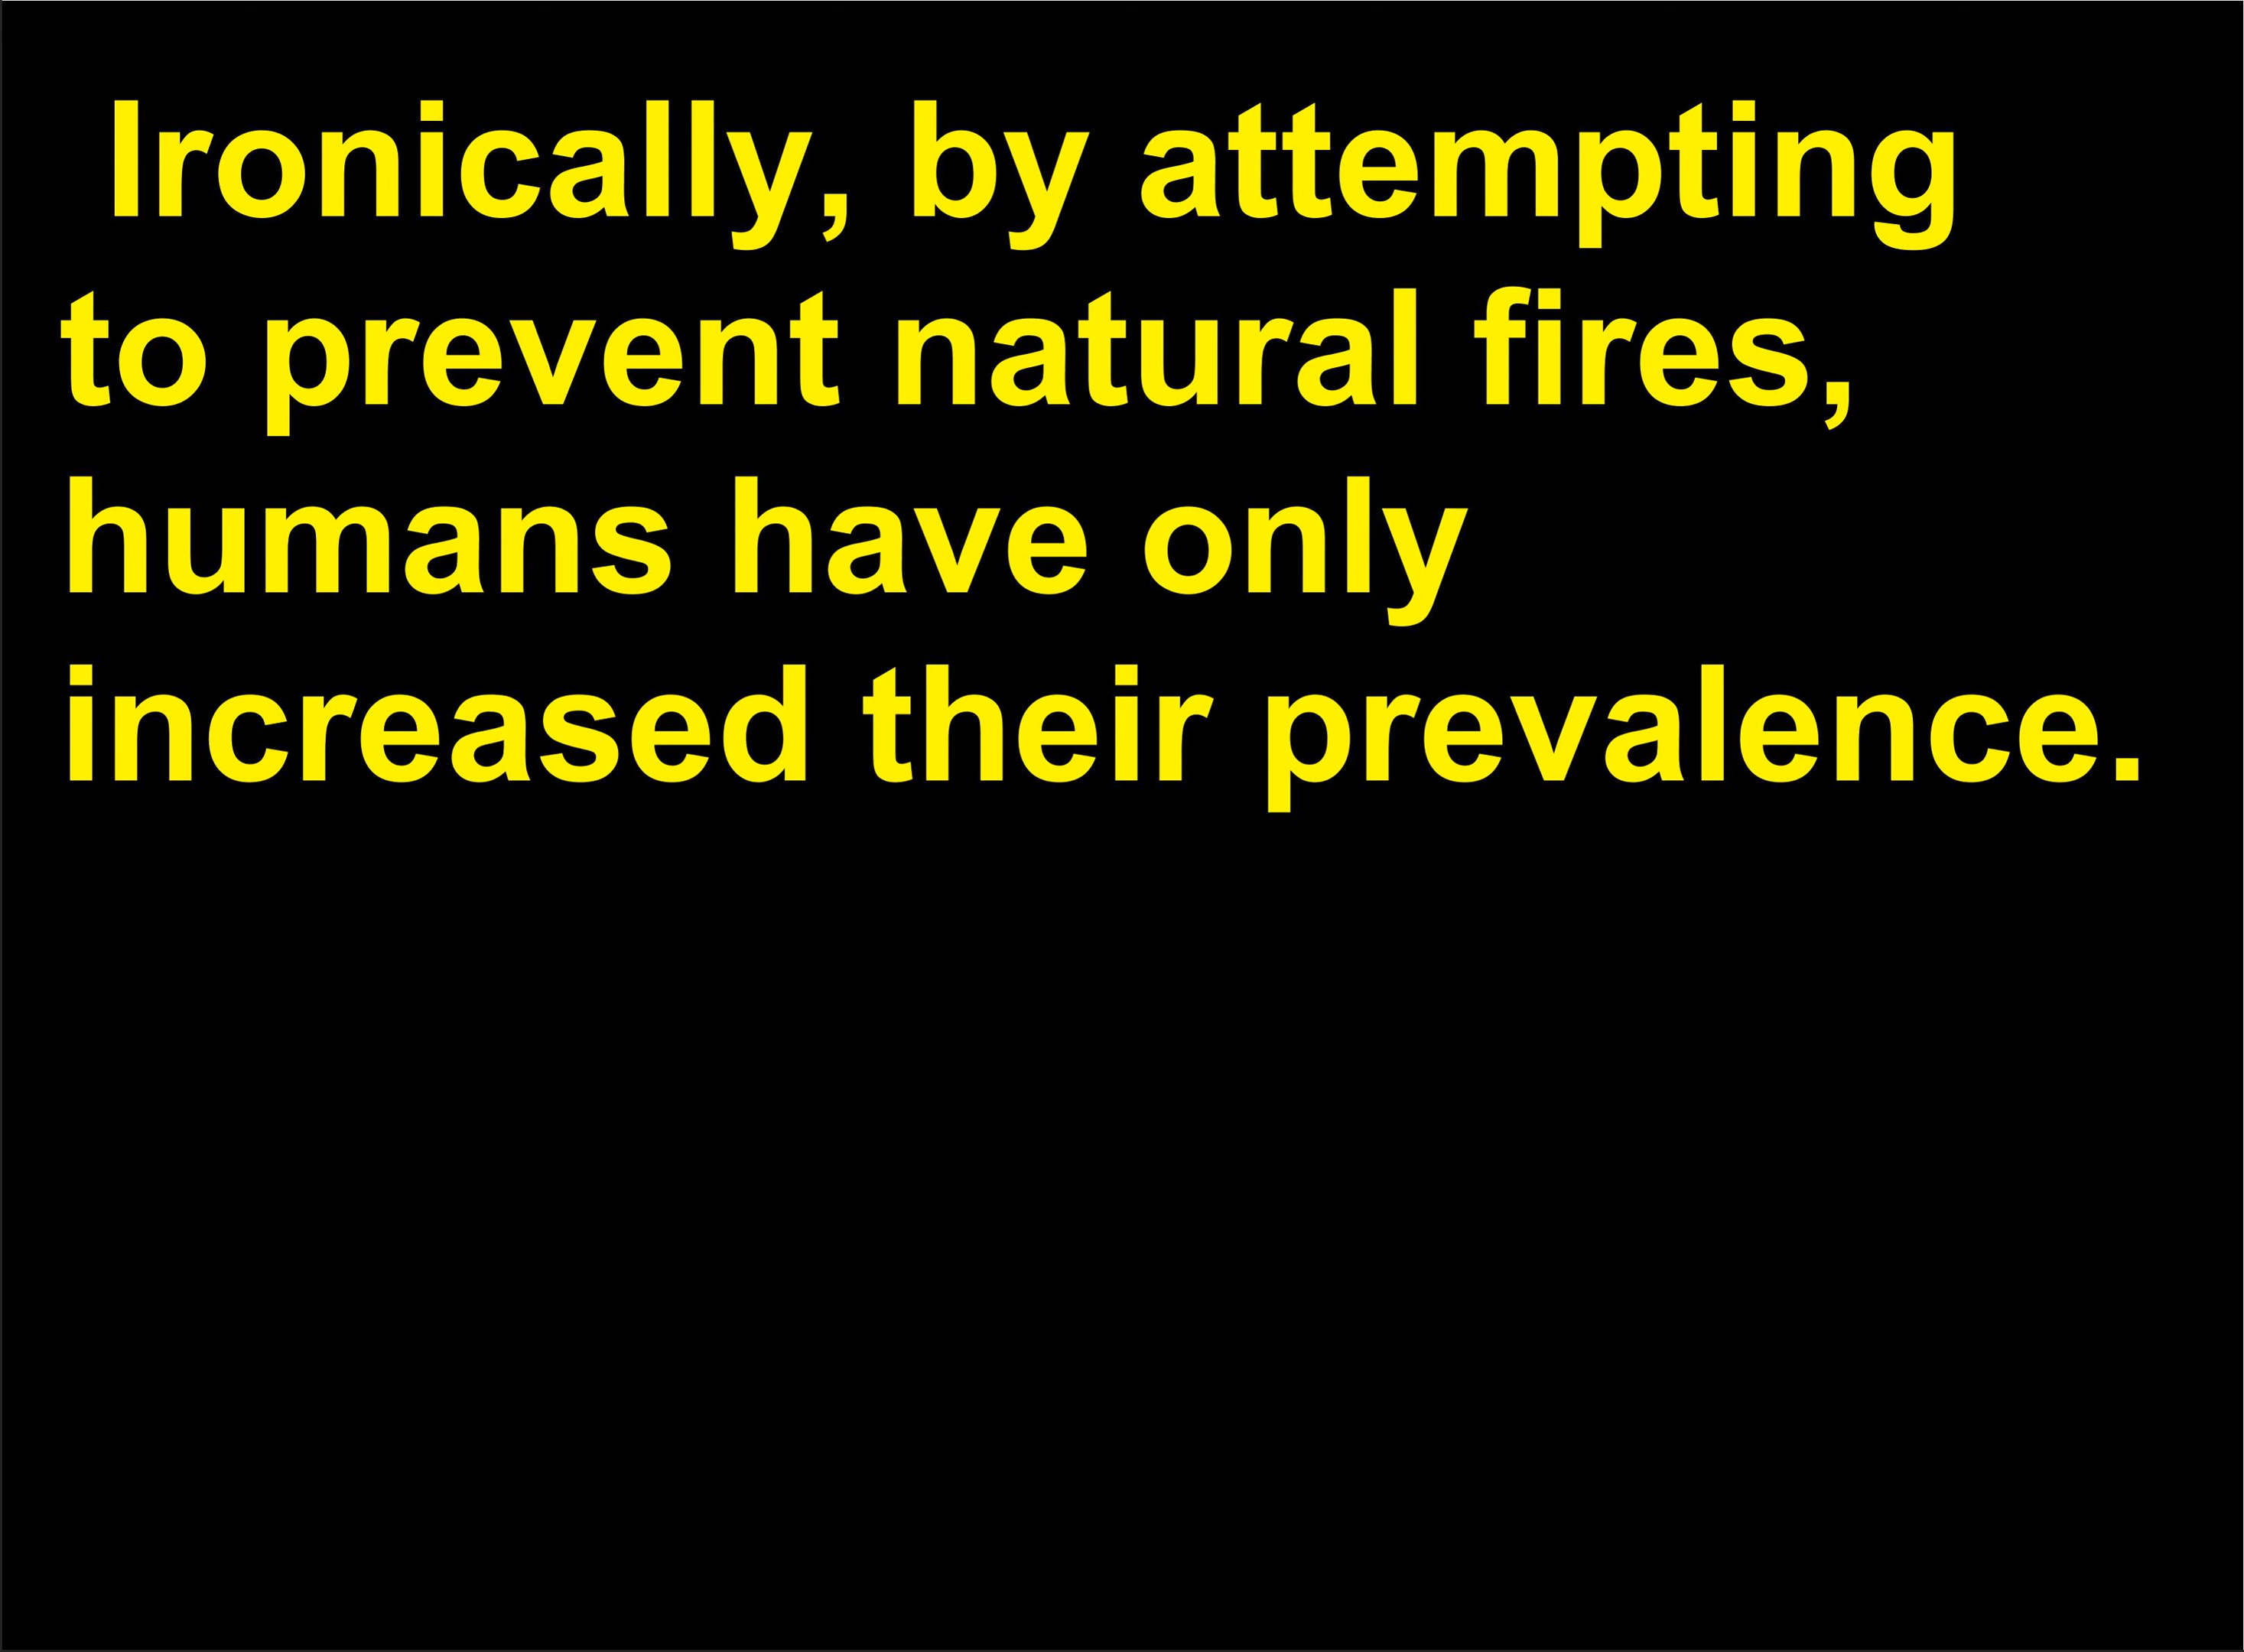 Ironically, by attempting
to prevent natural fires,
humans have only
increased their prevalence.